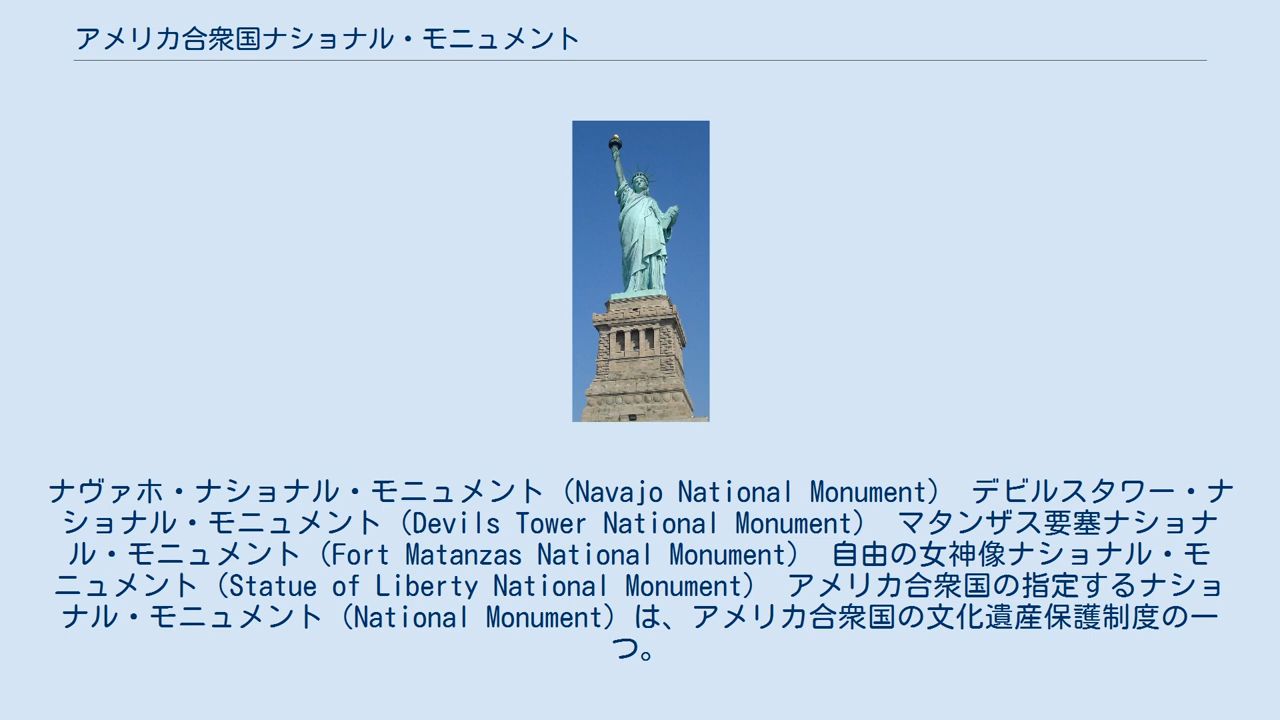 アメリカ合衆国ナショナル・モニュメント
ナヴァホ・ナショナル・モニュメント（Navajo National Monument） デビルスタワー・ナ
ショナル・モニュメント（Devils Tower National Monument） マタンザス要塞ナショナ
ル・モニュメント（Fort Matanzas National Monument） 自由の女神像ナショナル・モ
ニュメント（Statue of Liberty National Monument） アメリカ合衆国の指定するナショ
ナル・モニュメント（National Monument）は、アメリカ合衆国の文化遺産保護制度の一
つ。